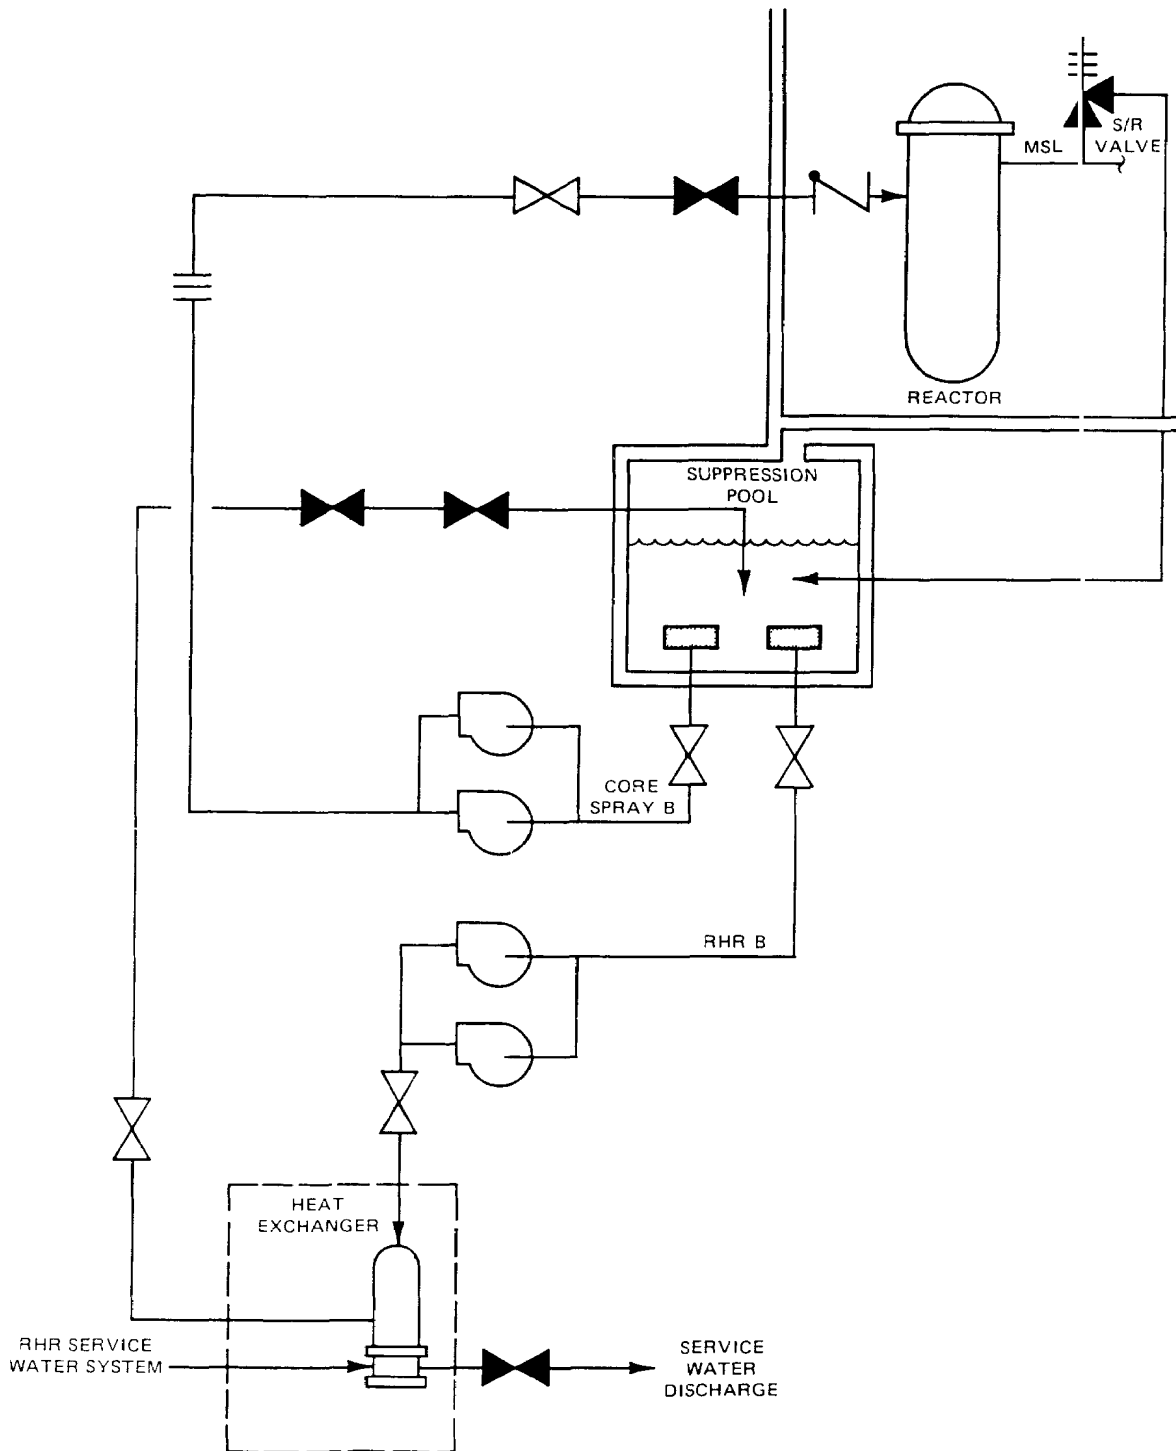 S/R
MSL
VALVE
REACTOR
SUPPRESSION
POOL
CORE
SPRAY B
RHR B
HEAT
EXCHANGER
RHR SERVICE
WATER SYSTEM
SERVICE
WATER
DISCHARGE